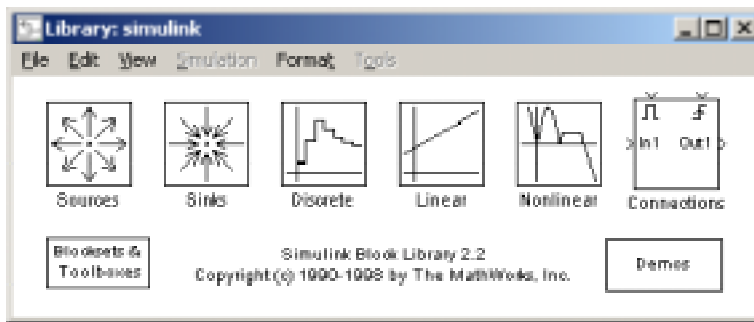 Library: simulink
File Edit View Simulation Format Tools
In1 Out1
Sources Sinks Discrete Linear Nonlinear Connections
Blocksets & Toolboxes
Simulink Block Library 2.2
Copyright (c) 1990-1998 by The MathWorks, Inc.
Demos